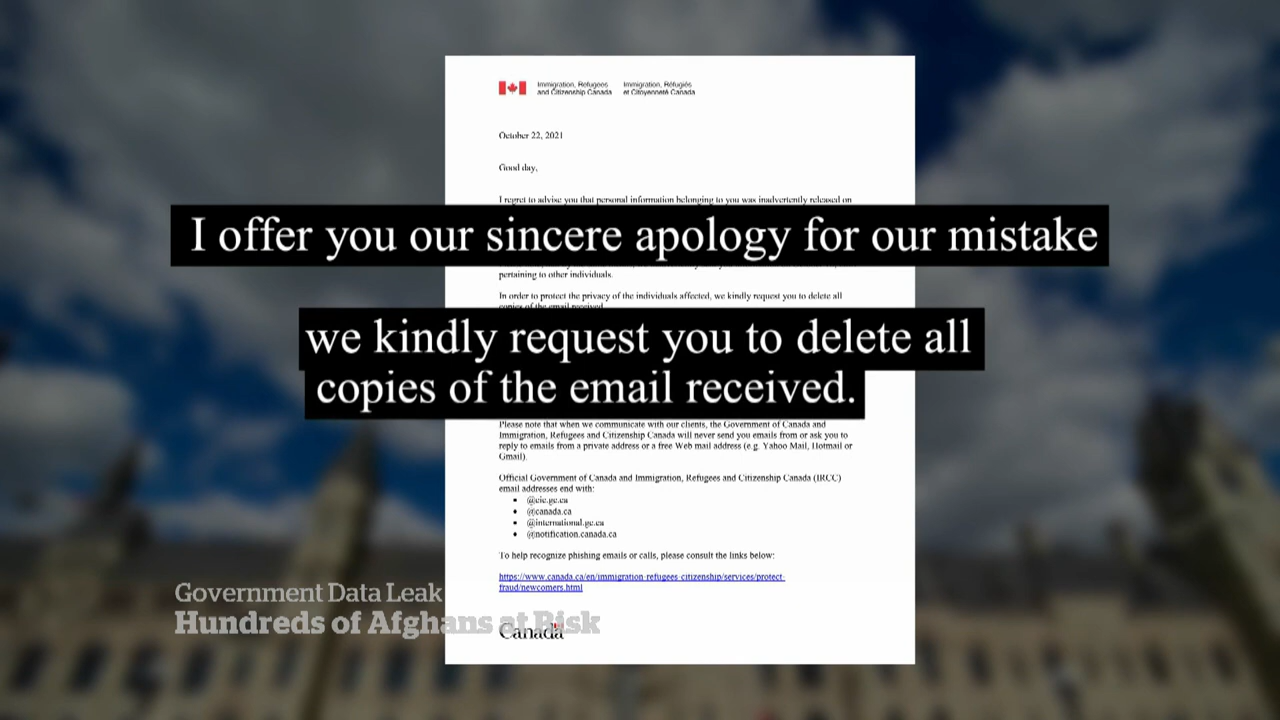 Immigration, Refugees
and Citizenship Canada
Immigration, Réfugiés
et Citoyenneté Canada
October 22, 2021
Good day,
I regret to advise you that personal information belonging to you was inadvertently released on
I offer you our sincere apology for our mistake
pertaining to other individuals.
In order to protect the privacy of the individuals affected, we kindly request you to delete all
copies of the email received.
we kindly request you to delete all
copies of the email received.
Please note that when we communicate with our clients, the Government of Canada and
Immigration, Refugees and Citizenship Canada will never send you emails from or ask you to
reply to emails from a private address or a free Web mail address (e.g. Yahoo Mail, Hotmail or
Gmail).
Official Government of Canada and Immigration, Refugees and Citizenship Canada (IRCC)
email addresses end with:
• @cic.gc.ca
• @canada.ca
• @international.gc.ca
• @notification.canada.ca
To help recognize phishing emails or calls, please consult the links below:
https://www.canada.ca/en/immigration-refugees-citizenship/services/protect-
fraud/newcomers.html
Government Data Leak
Hundreds of Afghans at Risk
Canada